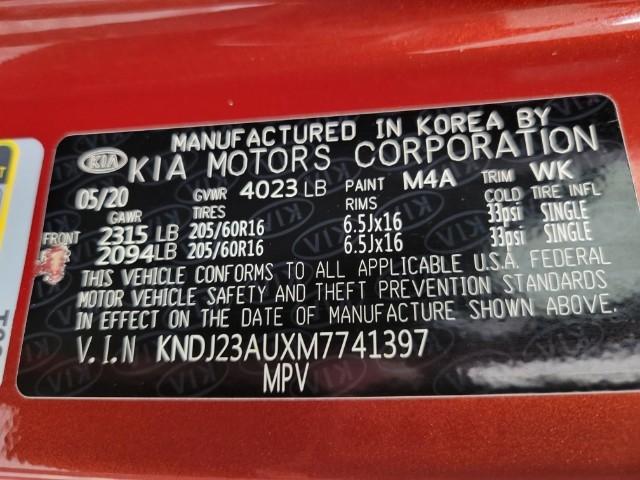 MANUFACTURED IN KOREA BY
KIA KIA MOTORS CORPORATION
05/20 GVWR 4023 LB PAINT M4A TRIM WK
GAWR TIRES RIMS COLD TIRE INFL
FRONT 2315 LB 205/60R16 6.5Jx16 33psi SINGLE
2094LB 205/60R16 6.5Jx16 33psi SINGLE
THIS VEHICLE CONFORMS TO ALL APPLICABLE U.S.A. FEDERAL
MOTOR VEHICLE SAFETY AND THEFT PREVENTION STANDARDS
IN EFFECT ON THE DATE OF MANUFACTURE SHOWN ABOVE.
V.I.N KNDJ23AUXM7741397
MPV